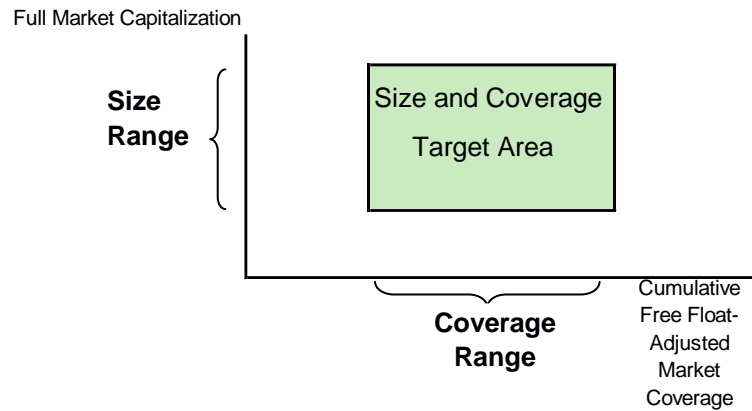 Full Market Capitalization
Size
Range
Size and Coverage
Target Area
Coverage
Range
Cumulative
Free Float-
Adjusted
Market
Coverage